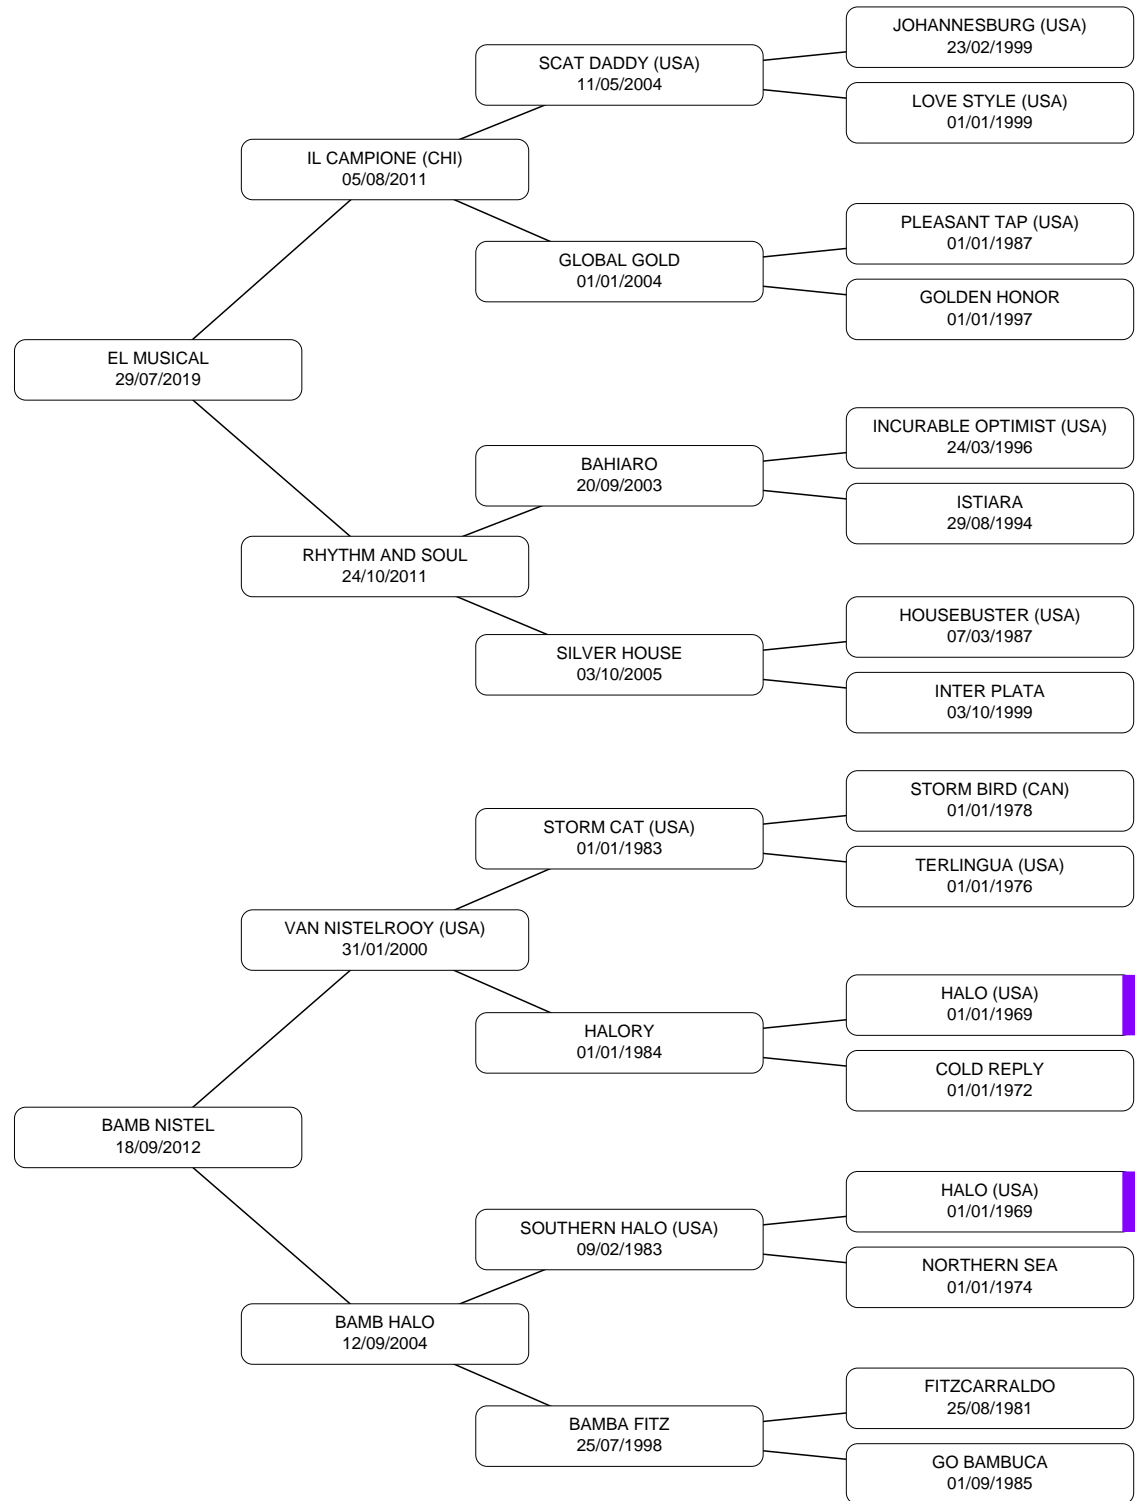 JOHANNESBURG (USA)
23/02/1999
SCAT DADDY (USA)
11/05/2004
LOVE STYLE (USA)
01/01/1999
IL CAMPIONE (CHI)
05/08/2011
PLEASANT TAP (USA)
01/01/1987
GLOBAL GOLD
01/01/2004
GOLDEN HONOR
01/01/1997
EL MUSICAL
29/07/2019
INCURABLE OPTIMIST (USA)
24/03/1996
BAHIARO
20/09/2003
ISTIARA
29/08/1994
RHYTHM AND SOUL
24/10/2011
HOUSEBUSTER (USA)
07/03/1987
SILVER HOUSE
03/10/2005
INTER PLATA
03/10/1999
STORM BIRD (CAN)
01/01/1978
STORM CAT (USA)
01/01/1983
TERLINGUA (USA)
01/01/1976
VAN NISTELROOY (USA)
31/01/2000
HALO (USA)
01/01/1969
HALORY
01/01/1984
COLD REPLY
01/01/1972
BAMB NISTEL
18/09/2012
HALO (USA)
01/01/1969
SOUTHERN HALO (USA)
09/02/1983
NORTHERN SEA
01/01/1974
BAMB HALO
12/09/2004
FITZCARRALDO
25/08/1981
BAMBA FITZ
25/07/1998
GO BAMBUCA
01/09/1985